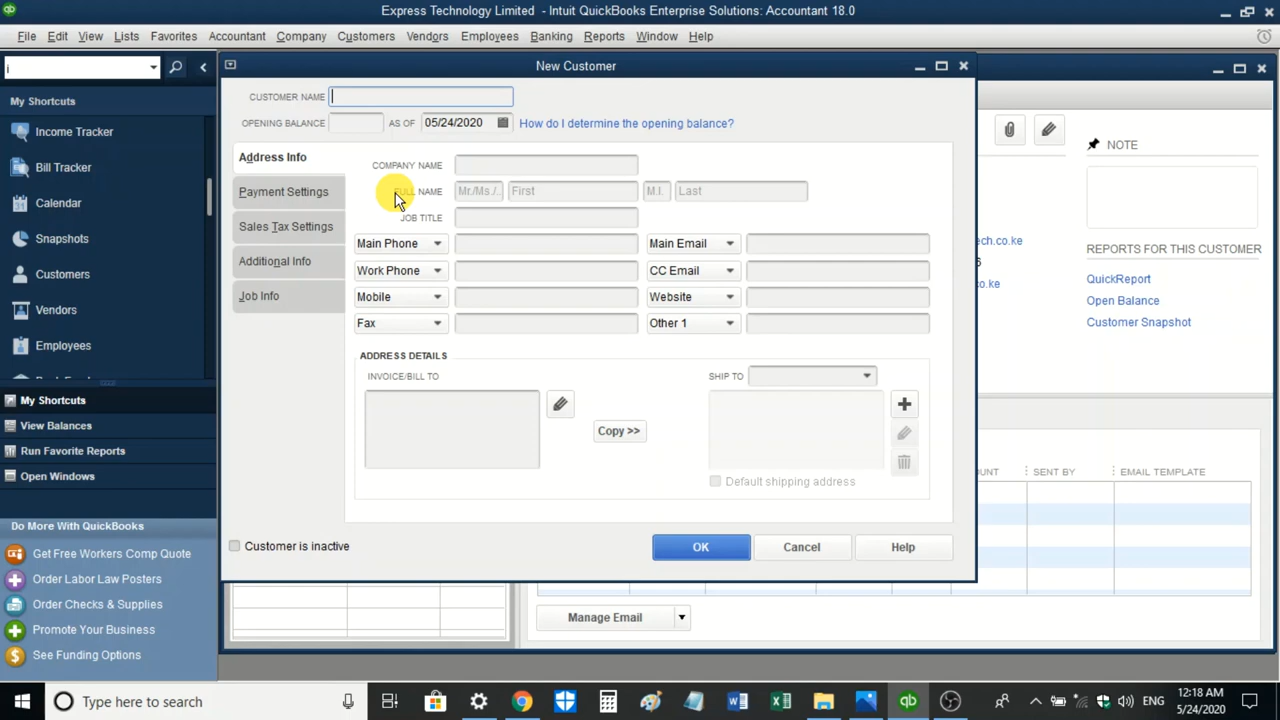 Express Technology Limited - Intuit QuickBooks Enterprise Solutions: Accountant 18.0
File Edit View Lists Favorites Accountant Company Customers Vendors Employees Banking Reports Window Help
My Shortcuts
Income Tracker
Bill Tracker
Calendar
Snapshots
Customers
Vendors
Employees
My Shortcuts
View Balances
Run Favorite Reports
Open Windows
Do More With QuickBooks
Get Free Workers Comp Quote
Order Labor Law Posters
Order Checks & Supplies
Promote Your Business
See Funding Options
New Customer
CUSTOMER NAME
OPENING BALANCE AS OF 05/24/2020 How do I determine the opening balance?
Address Info
Payment Settings
Sales Tax Settings
Additional Info
Job Info
COMPANY NAME
FULL NAME Mr./Ms./.. First M.I. Last
JOB TITLE
Main Phone Main Email
Work Phone CC Email
Mobile Website
Fax Other 1
ADDRESS DETAILS
INVOICE/BILL TO SHIP TO
Copy >>
Default shipping address
Customer is inactive
OK Cancel Help
NOTE
ech.co.ke
6
o.ke
REPORTS FOR THIS CUSTOMER
QuickReport
Open Balance
Customer Snapshot
OUNT SENT BY EMAIL TEMPLATE
Manage Email
Type here to search
ENG
12:18 AM
5/24/2020